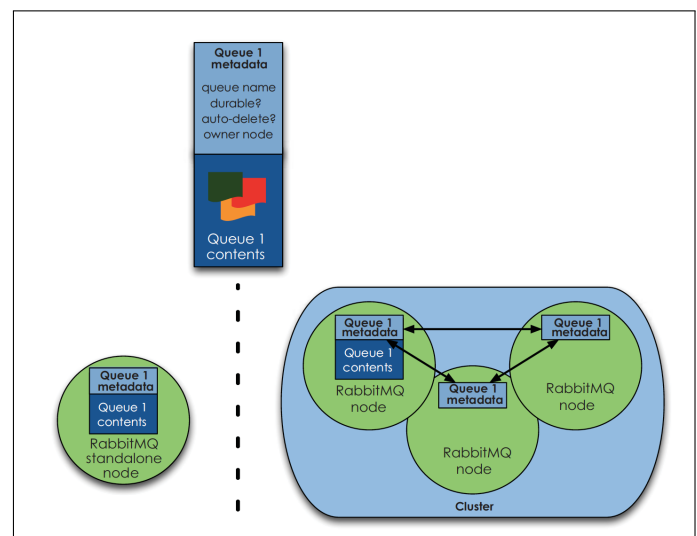 Queue 1
metadata
queue name
durable?
auto-delete?
owner node
Queue 1
contents
Queue 1
metadata
Queue 1
contents
RabbitMQ
standalone
node
Queue 1
metadata
Queue 1
contents
RabbitMQ
node
Queue 1
metadata
RabbitMQ
node
Queue 1
metadata
RabbitMQ
node
Cluster